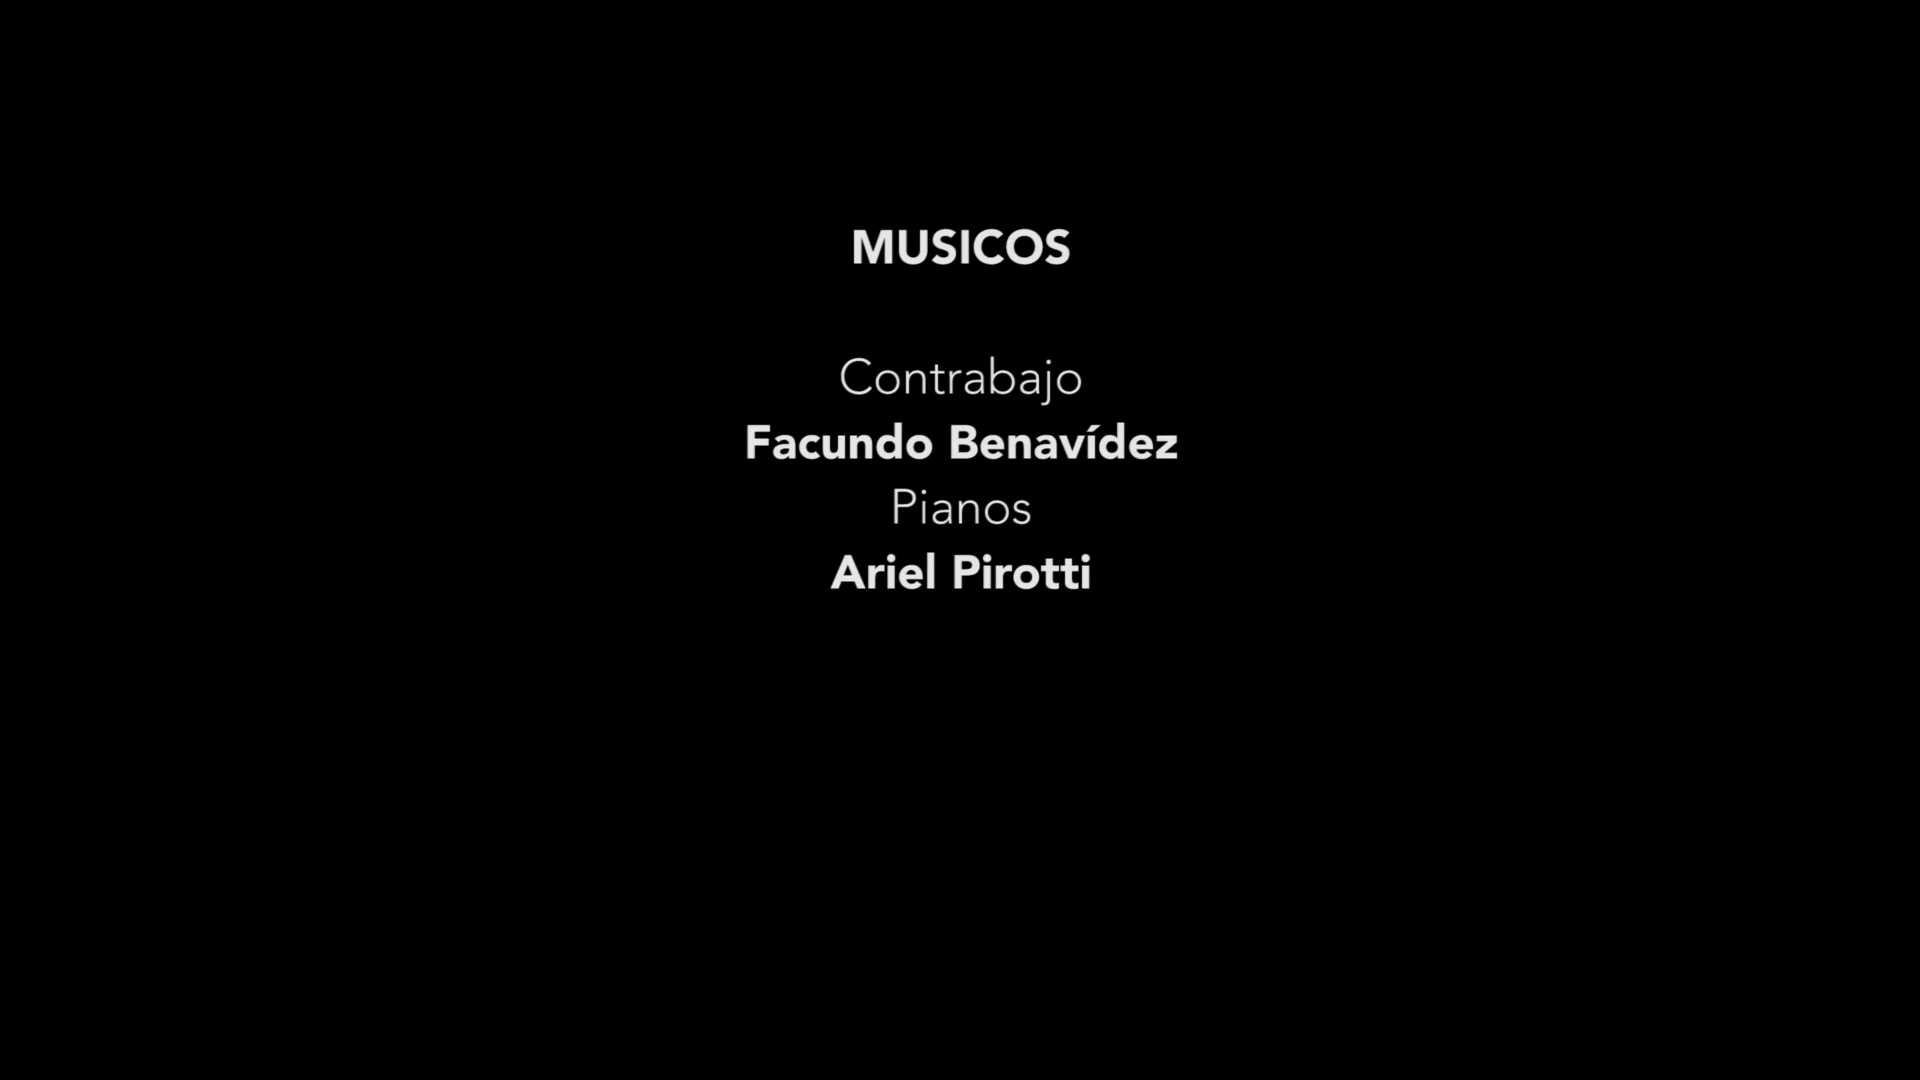 MUSICOS
Contrabajo
Facundo Benavídez
Pianos
Ariel Pirotti